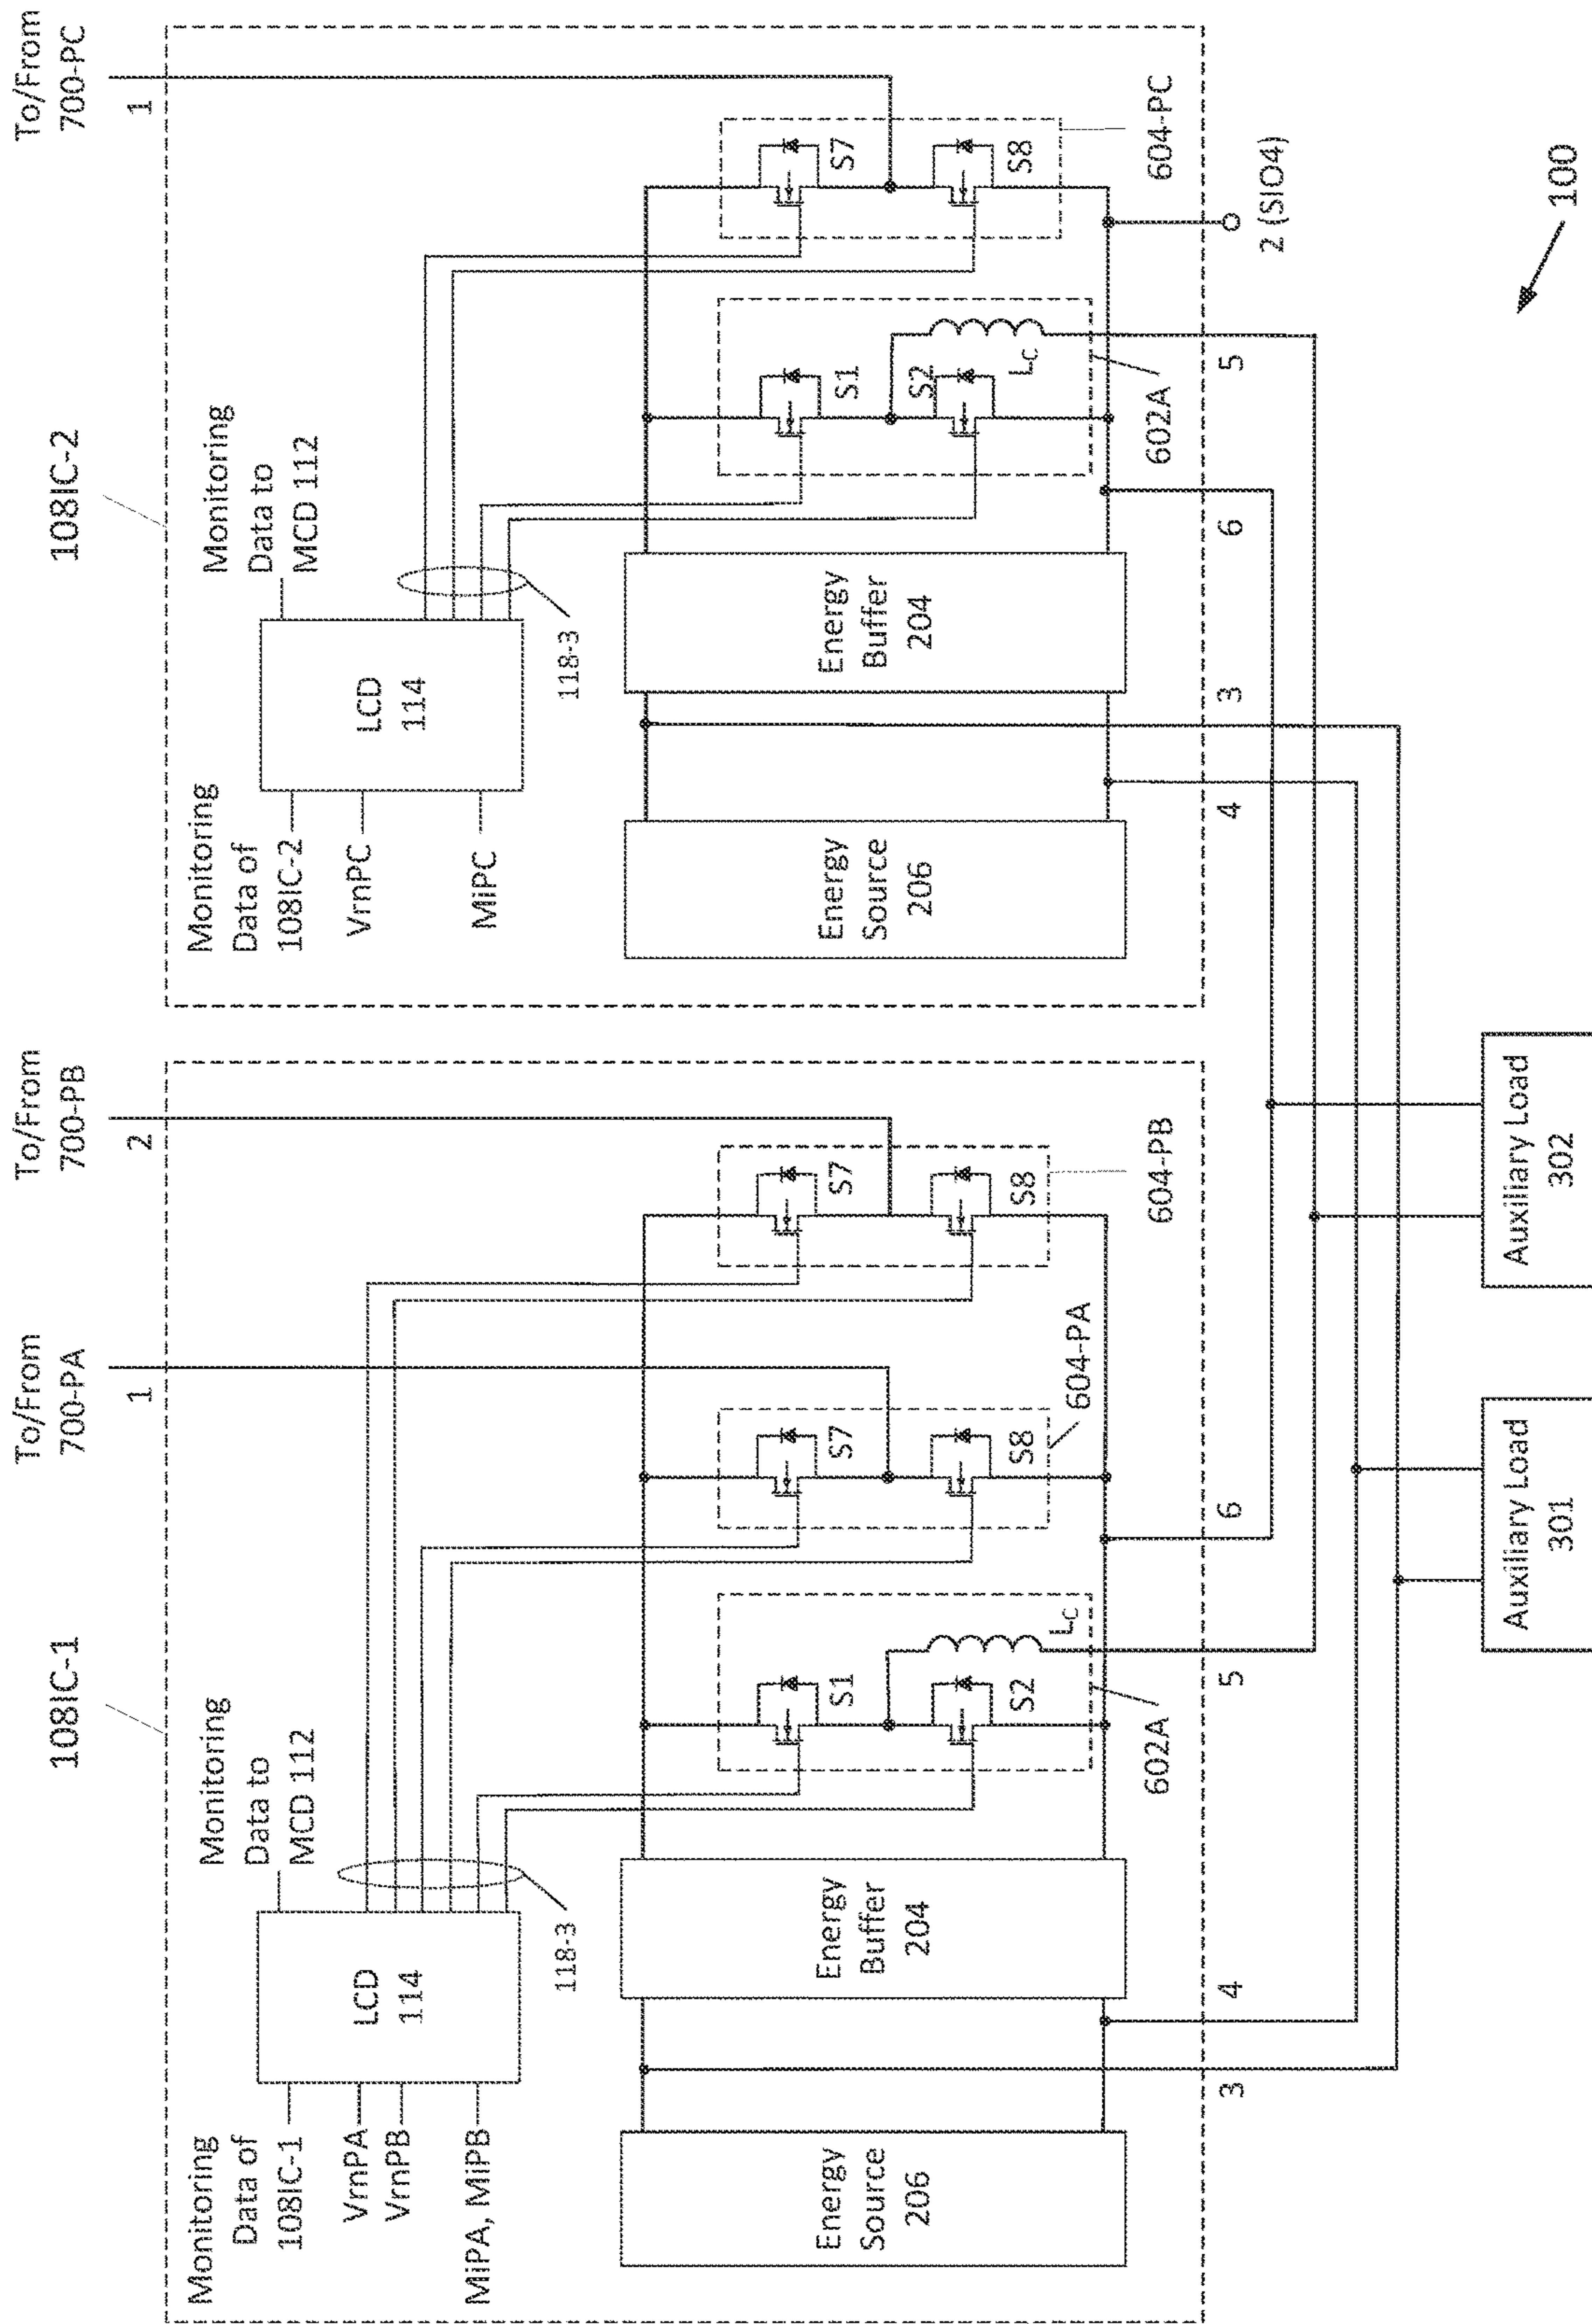 108IC-1
To/From
700-PA
To/From
700-PB
1
2
Monitoring
Data to
MCD 112
Monitoring
Data of
108IC-1
VrnPA
VrnPB
MiPA, MiPB
LCD
114
118-3
Energy
Source
206
Energy
Buffer
204
S1
S2
LC
602A
S7
S8
604-PA
S7
S8
604-PB
3
4
5
6
108IC-2
To/From
700-PC
1
Monitoring
Data to
MCD 112
Monitoring
Data of
108IC-2
VrnPC
MiPC
LCD
114
118-3
Energy
Source
206
Energy
Buffer
204
S1
S2
LC
602A
S7
S8
604-PC
4
3
6
5
2 (SIO4)
Auxiliary Load
301
Auxiliary Load
302
100